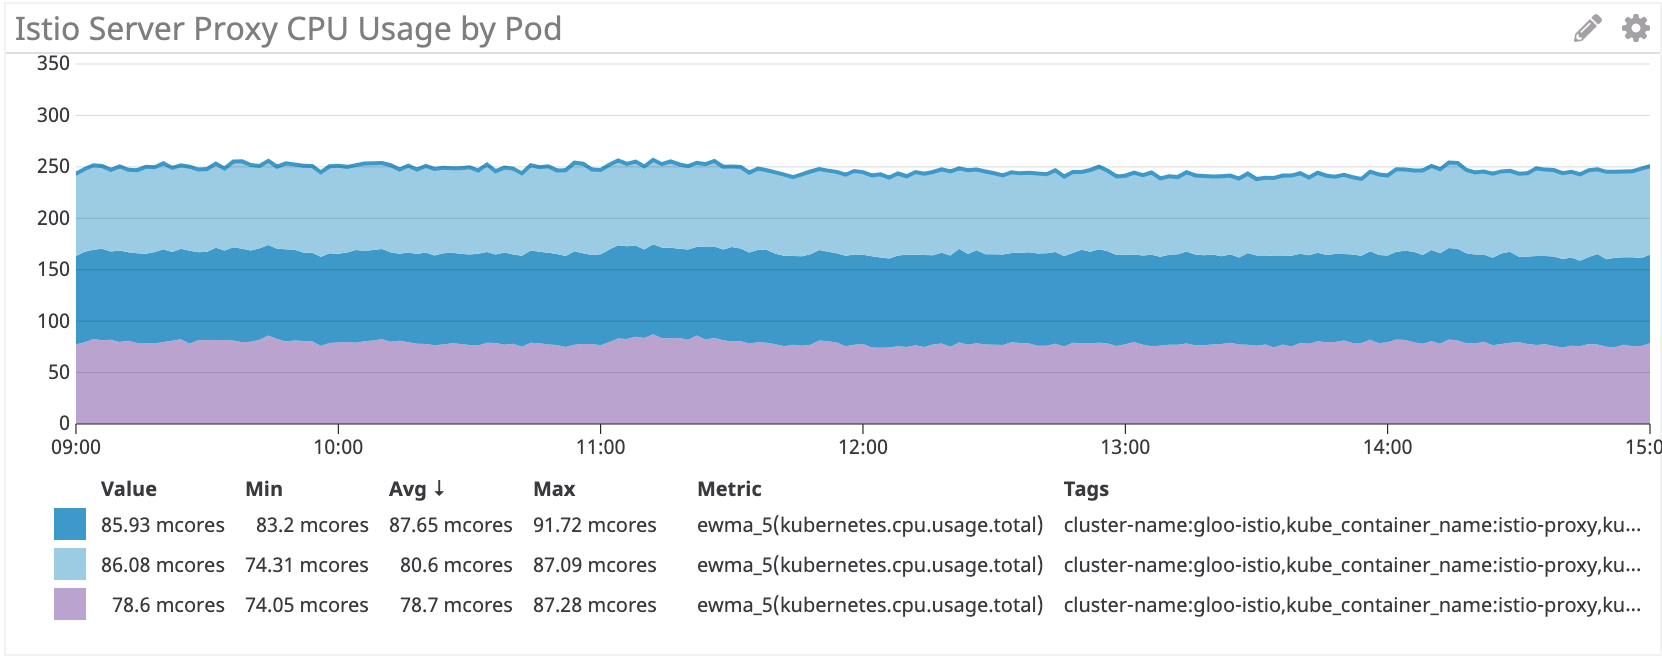 Istio Server Proxy CPU Usage by Pod
350
300
250
200
150
100
50
0
09:00 10:00 11:00 12:00 13:00 14:00 15:0
Value Min Avg ↓ Max Metric Tags
85.93 mcores 83.2 mcores 87.65 mcores 91.72 mcores ewma_5(kubernetes.cpu.usage.total) cluster-name:gloo-istio,kube_container_name:istio-proxy,ku...
86.08 mcores 74.31 mcores 80.6 mcores 87.09 mcores ewma_5(kubernetes.cpu.usage.total) cluster-name:gloo-istio,kube_container_name:istio-proxy,ku...
78.6 mcores 74.05 mcores 78.7 mcores 87.28 mcores ewma_5(kubernetes.cpu.usage.total) cluster-name:gloo-istio,kube_container_name:istio-proxy,ku...